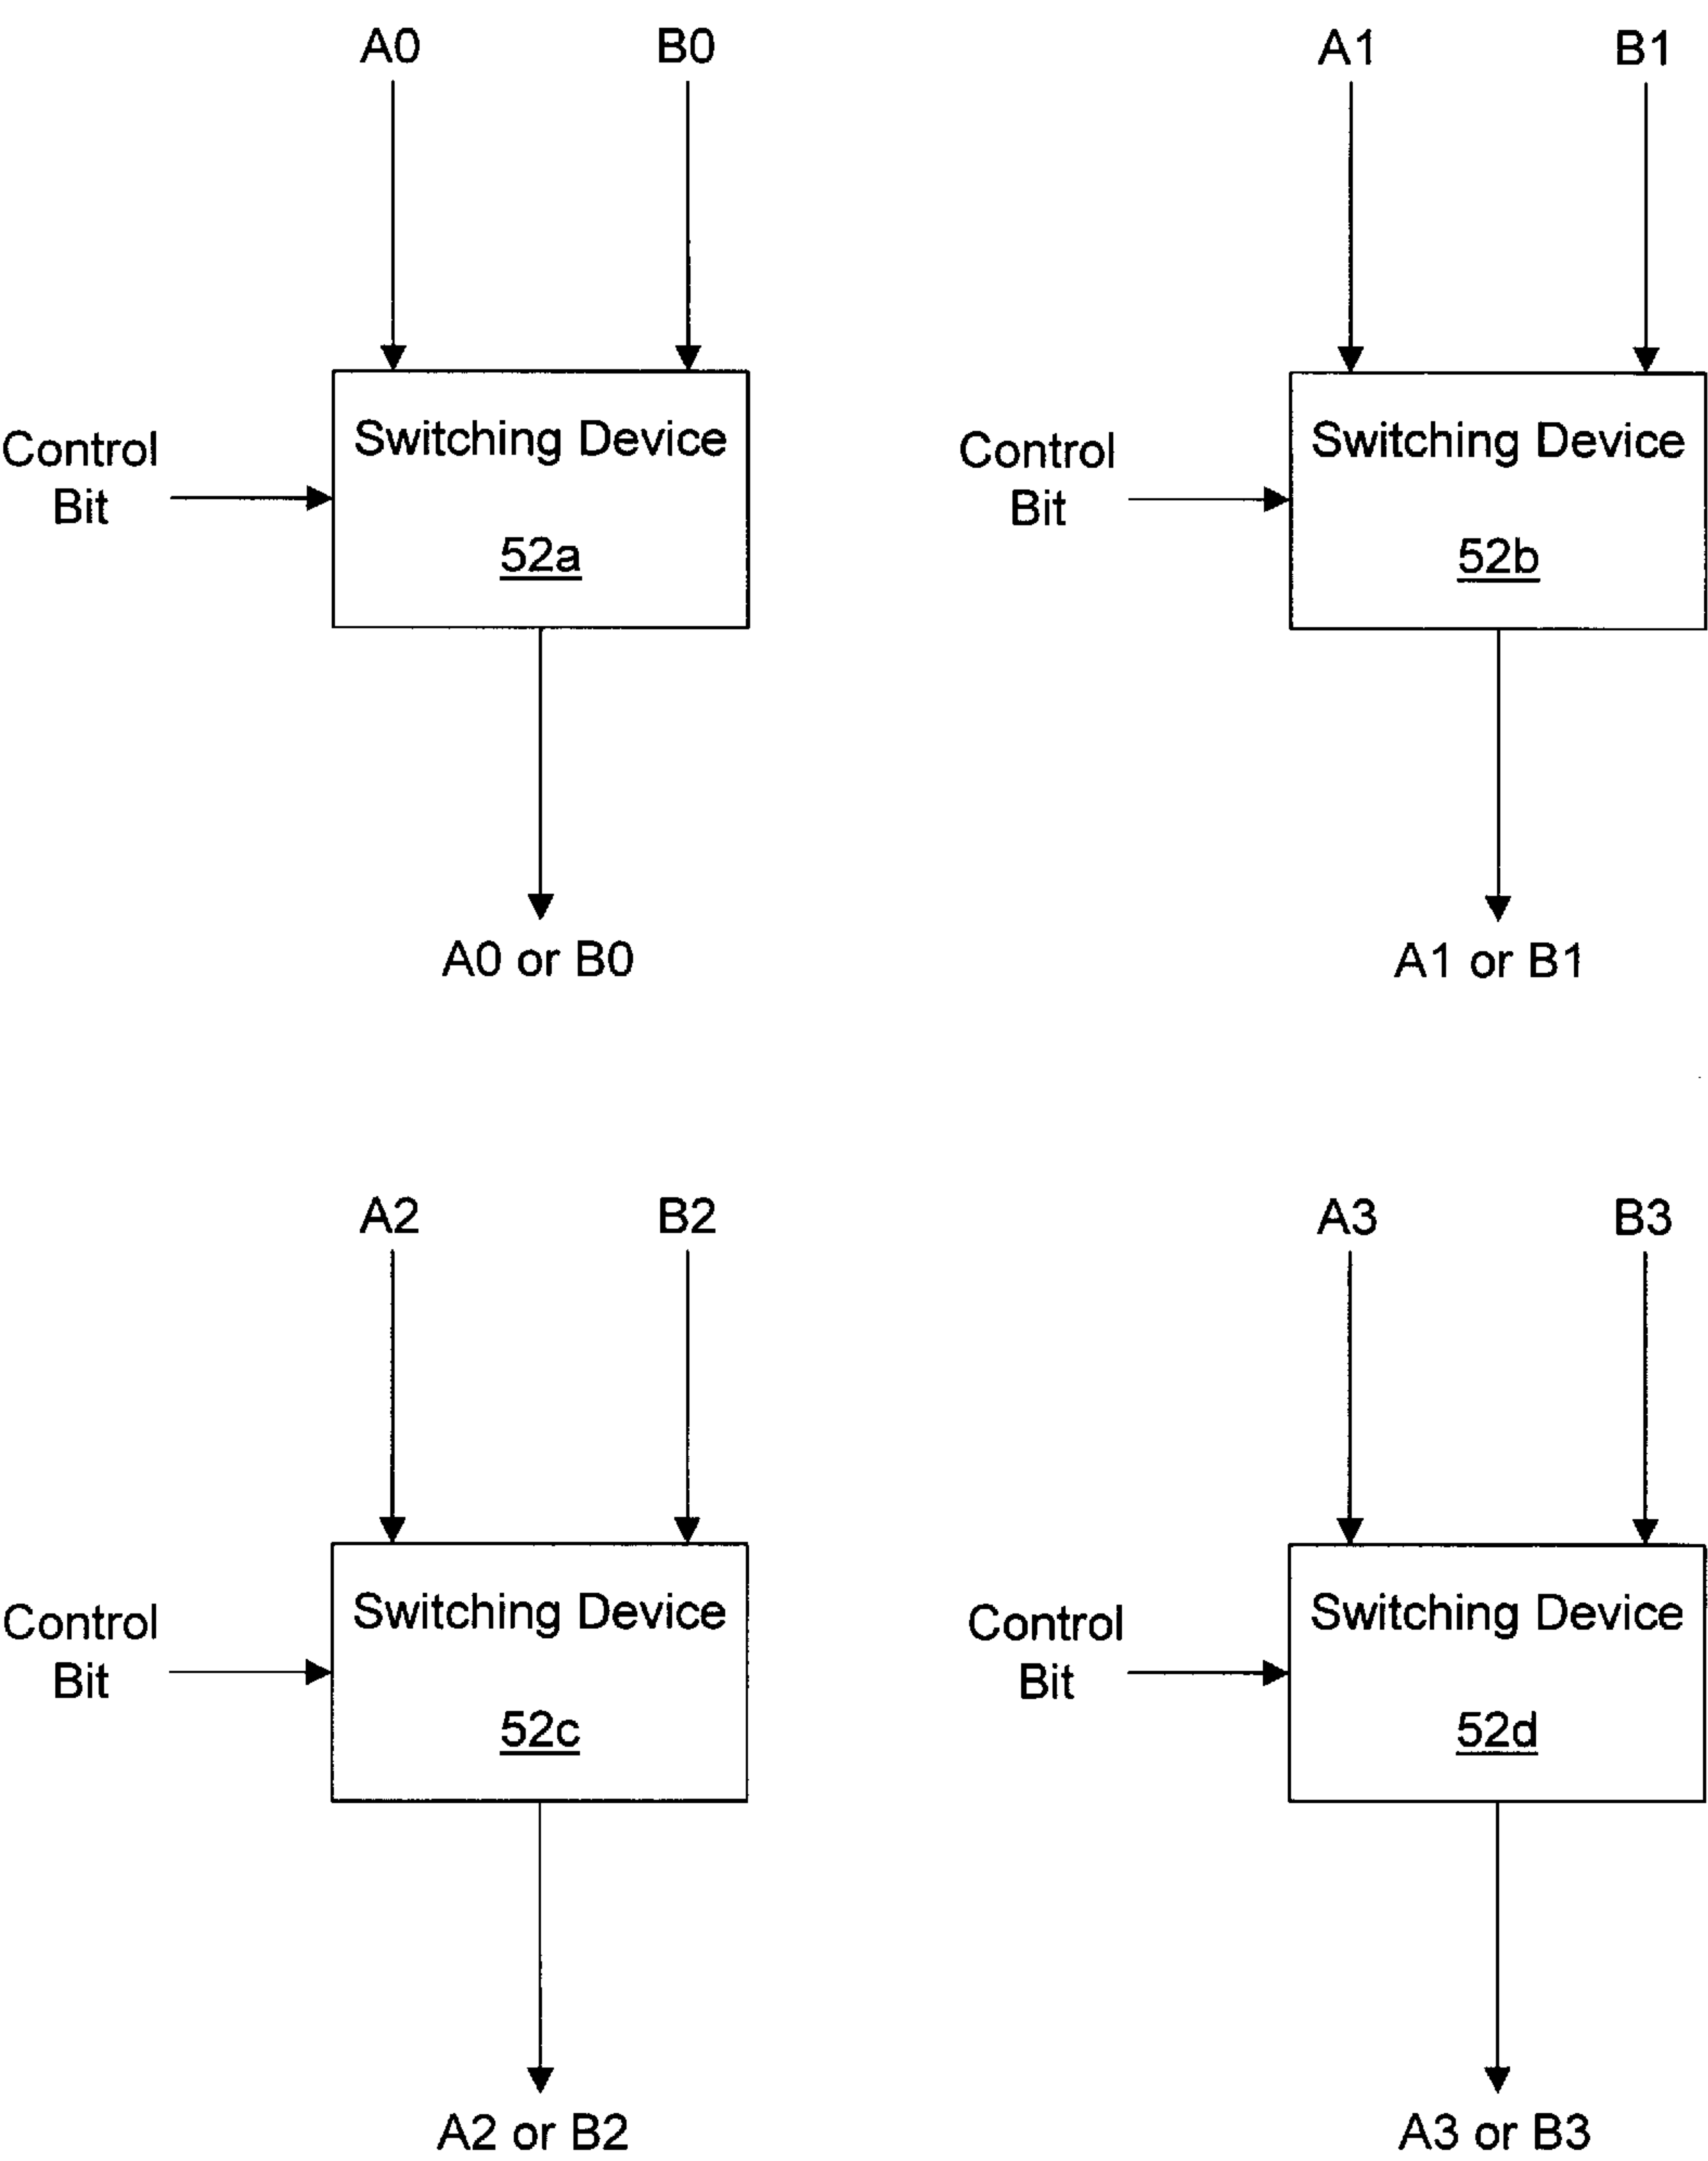 A0
B0
Control
Bit
Switching Device
52a
A0 or B0
A1
B1
Control
Bit
Switching Device
52b
A1 or B1
A2
B2
Control
Bit
Switching Device
52c
A2 or B2
A3
B3
Control
Bit
Switching Device
52d
A3 or B3